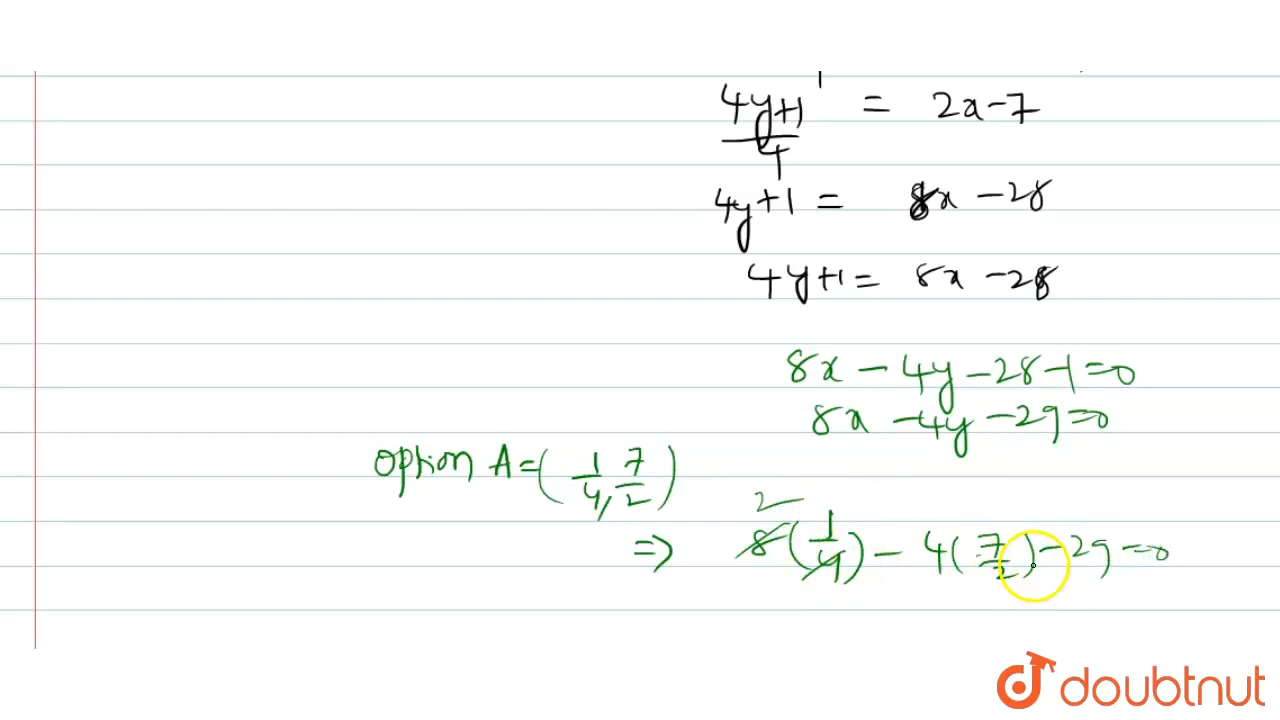 4y+1/4 = 2x-7
4y+1 = 8x -28
4y+1 = 8x -28
8x - 4y -28 -1 =0
8x -4y -29 =0
option A = (1/4, 7/2)
2
=> 8(1/4) - 4(7/2) - 29 =0
doubtnut